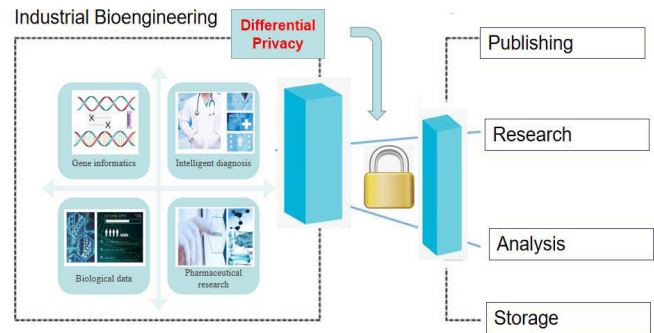 Industrial Bioengineering
Differential
Privacy
Gene informatics
Intelligent diagnosis
Biological data
Pharmaceutical
research
Publishing
Research
Analysis
Storage